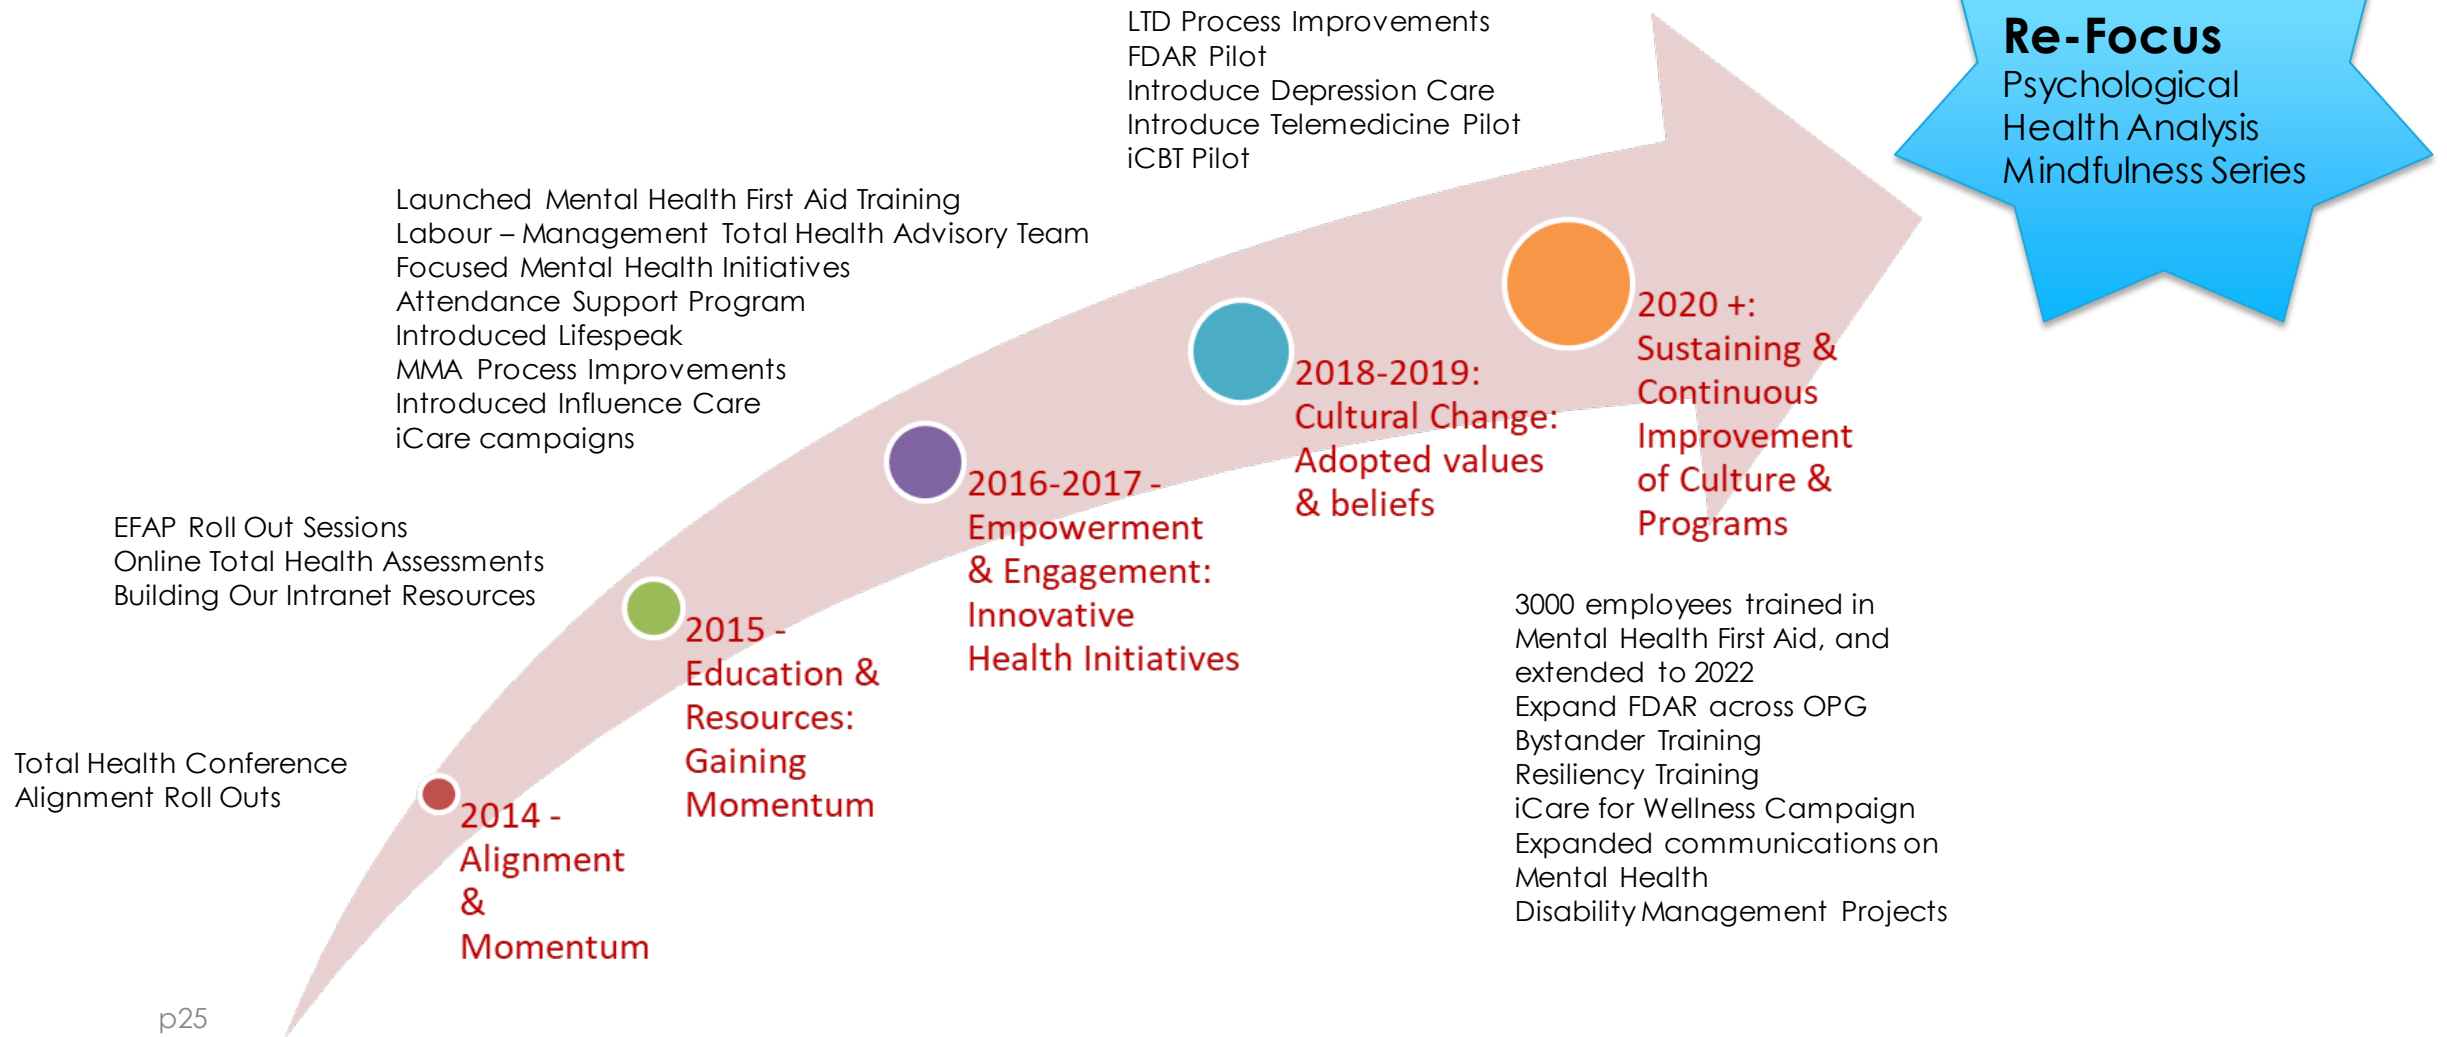 Total Health Conference
Alignment Roll Outs
2014 -
Alignment
&
Momentum
EFAP Roll Out Sessions
Online Total Health Assessments
Building Our Intranet Resources
2015 -
Education &
Resources:
Gaining
Momentum
Launched Mental Health First Aid Training
Labour – Management Total Health Advisory Team
Focused Mental Health Initiatives
Attendance Support Program
Introduced Lifespeak
MMA Process Improvements
Introduced Influence Care
iCare campaigns
2016-2017 -
Empowerment
& Engagement:
Innovative
Health Initiatives
LTD Process Improvements
FDAR Pilot
Introduce Depression Care
Introduce Telemedicine Pilot
iCBT Pilot
2018-2019:
Cultural Change:
Adopted values
& beliefs
2020 +:
Sustaining &
Continuous
Improvement
of Culture &
Programs
3000 employees trained in
Mental Health First Aid, and
extended to 2022
Expand FDAR across OPG
Bystander Training
Resiliency Training
iCare for Wellness Campaign
Expanded communications on
Mental Health
Disability Management Projects
Re-Focus
Psychological
Health Analysis
Mindfulness Series
p25